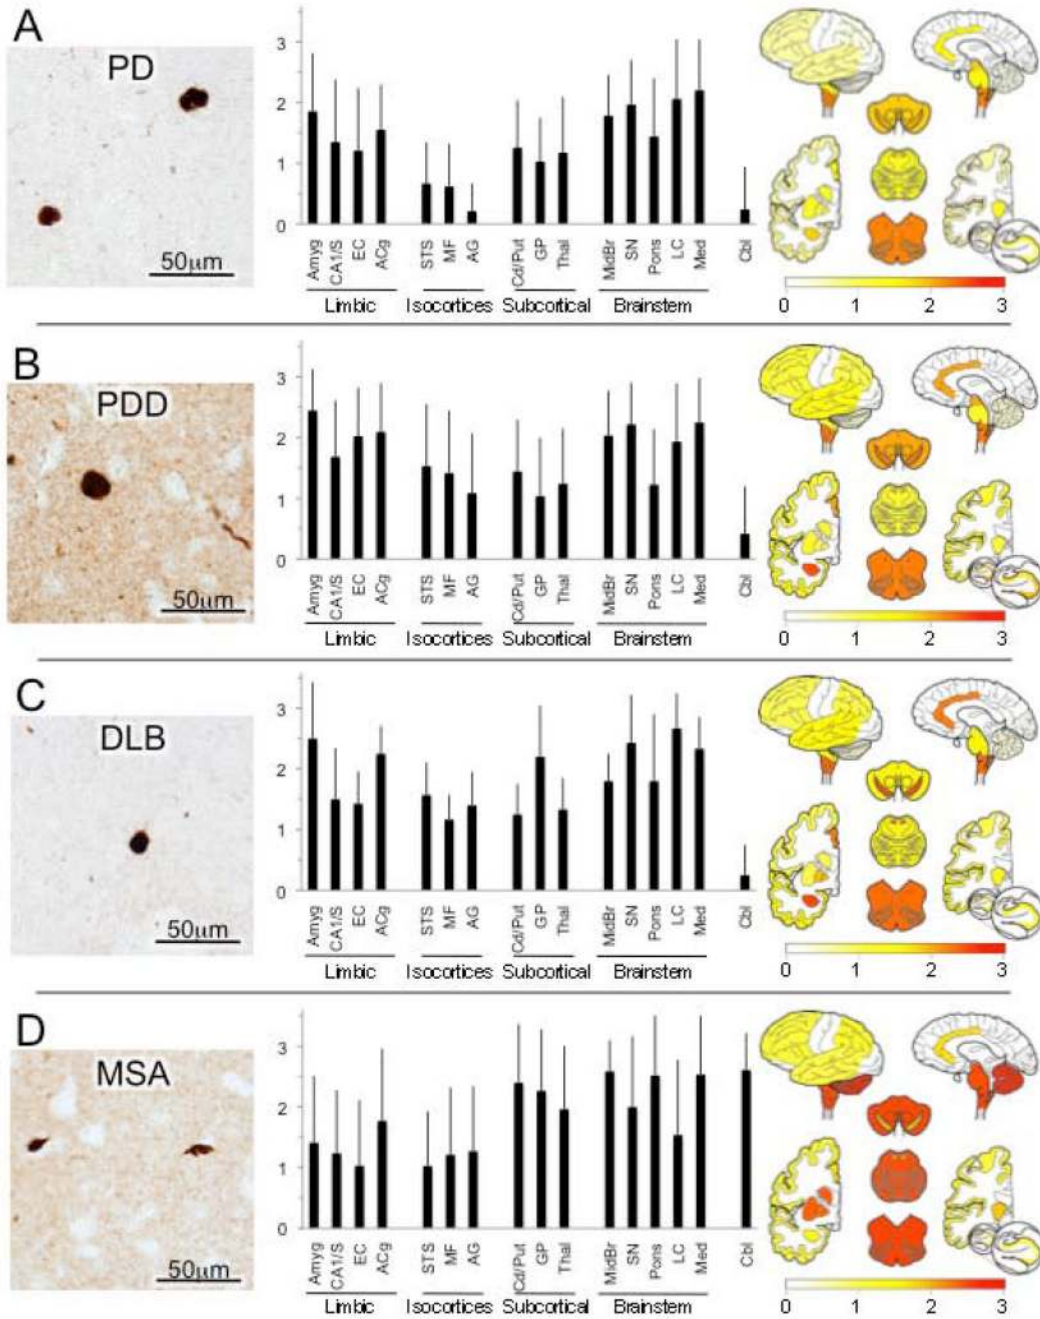 A
PD
50µm
3
2
1
0
Amyg
CA1/S
EC
ACg
STS
MF
AG
Cd/Put
GP
Thal
MidBr
SN
Pons
LC
Med
Cbl
Limbic
Isocortices
Subcortical
Brainstem
0 1 2 3
B
PDD
50µm
3
2
1
0
Amyg
CA1/S
EC
ACg
STS
MF
AG
Cd/Put
GP
Thal
MidBr
SN
Pons
LC
Med
Cbl
Limbic
Isocortices
Subcortical
Brainstem
0 1 2 3
C
DLB
50µm
3
2
1
0
Amyg
CA1/S
EC
ACg
STS
MF
AG
Cd/Put
GP
Thal
MidBr
SN
Pons
LC
Med
Cbl
Limbic
Isocortices
Subcortical
Brainstem
0 1 2 3
D
MSA
50µm
3
2
1
0
Amyg
CA1/S
EC
ACg
STS
MF
AG
Cd/Put
GP
Thal
MidBr
SN
Pons
LC
Med
Cbl
Limbic
Isocortices
Subcortical
Brainstem
0 1 2 3